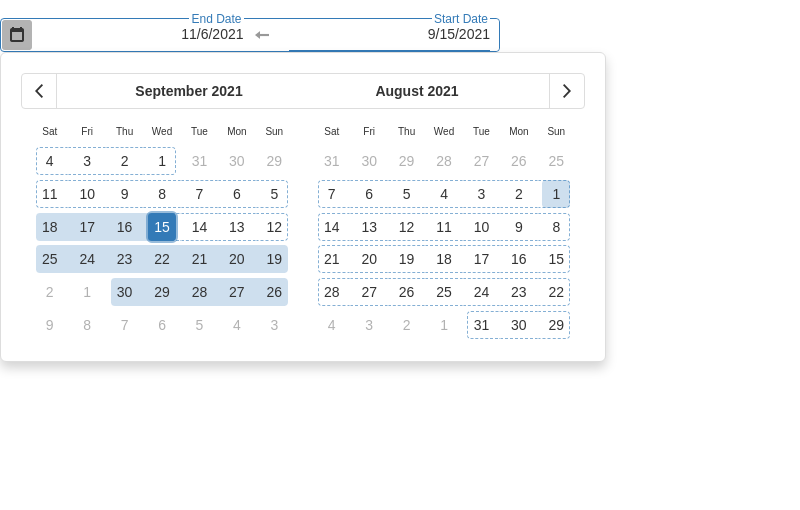 End Date Start Date
11/6/2021 9/15/2021
September 2021 August 2021
Sat Fri Thu Wed Tue Mon Sun Sat Fri Thu Wed Tue Mon Sun
4 3 2 1 31 30 29 31 30 29 28 27 26 25
11 10 9 8 7 6 5 7 6 5 4 3 2 1
18 17 16 15 14 13 12 14 13 12 11 10 9 8
25 24 23 22 21 20 19 21 20 19 18 17 16 15
2 1 30 29 28 27 26 28 27 26 25 24 23 22
9 8 7 6 5 4 3 4 3 2 1 31 30 29